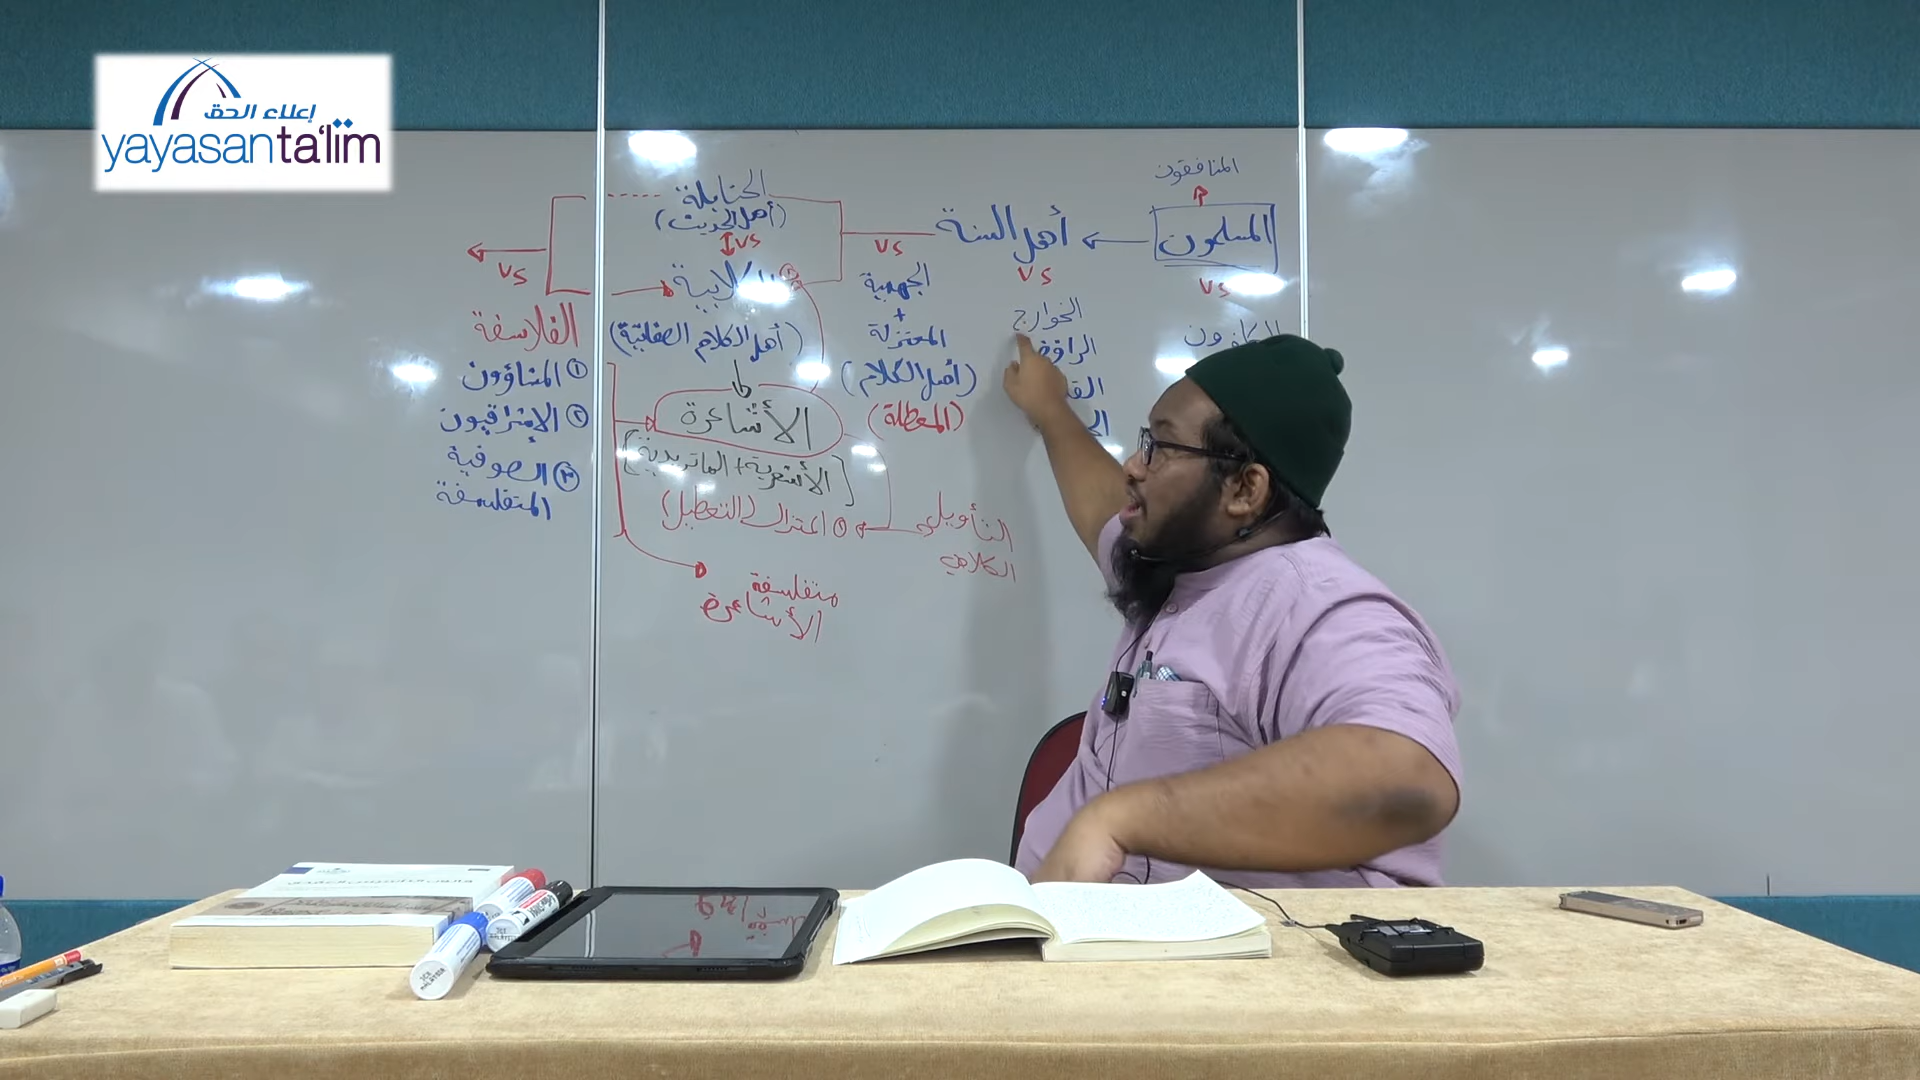 إعلاء الحق
yayasanta'lim
المنافقون
المسلمون
vs
أهل السنة
vs
الخوارج
vs
الجهمية
+
المعتزلة
(أهل الكلام)
(المعطلة)
الحنابلة
(أهل الحديث)
vs
(أهل الكلام الصفاتية)
الأشاعرة
[الأشعرية + الماتريدية]
① اعتزال (التعطيل)
التأويل
الكلامي
متفلسفة
الأشاعرة
vs
الفلاسفة
① المشاؤون
② الإشراقيون
③ الصوفية
المتفلسفة